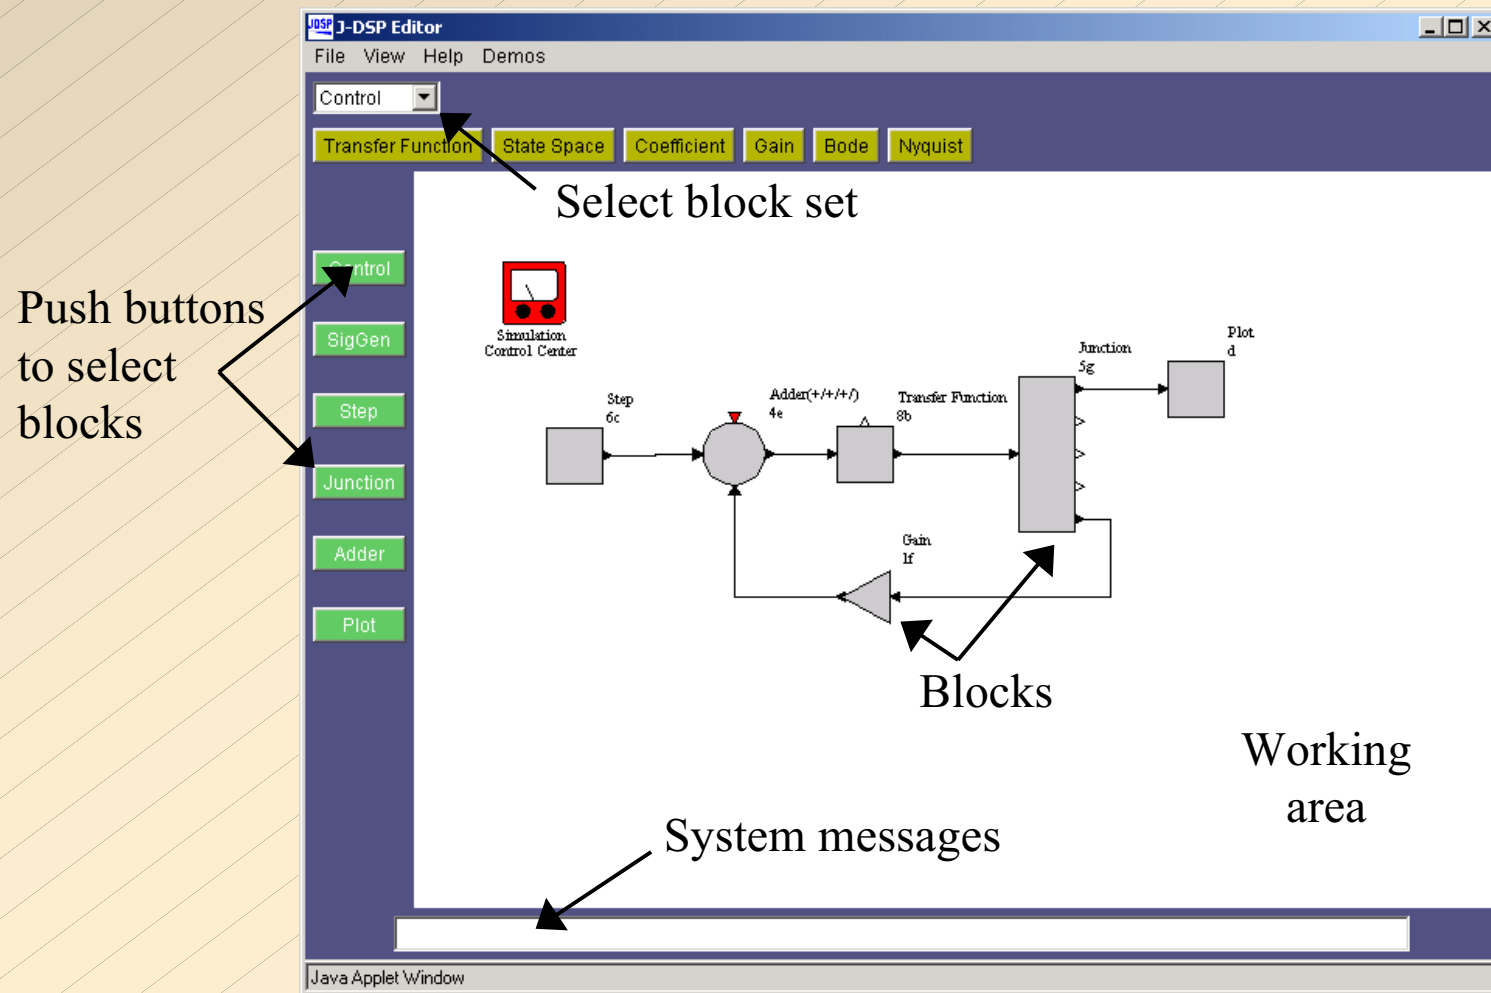 JDSP J-DSP Editor
File View Help Demos
Control
Transfer Function State Space Coefficient Gain Bode Nyquist
Select block set
Control
SigGen
Step
Junction
Adder
Plot
Push buttons
to select
blocks
Simulation
Control Center
Step
6c
Adder(+/+/+/)
4e
Transfer Function
8b
Junction
5g
Plot
d
Gain
1f
Blocks
Working
area
System messages
Java Applet Window